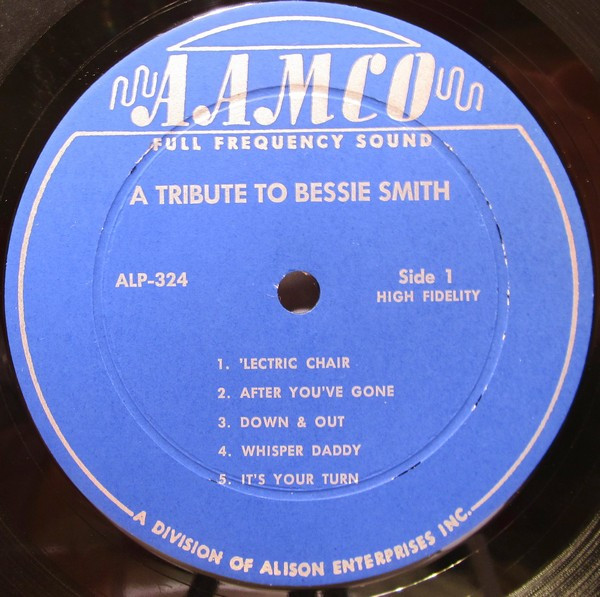 AAMCO
FULL FREQUENCY SOUND
A TRIBUTE TO BESSIE SMITH
ALP-324
Side 1
HIGH FIDELITY
1. 'LECTRIC CHAIR
2. AFTER YOU'VE GONE
3. DOWN & OUT
4. WHISPER DADDY
5. IT'S YOUR TURN
A DIVISION OF ALISON ENTERPRISES INC.